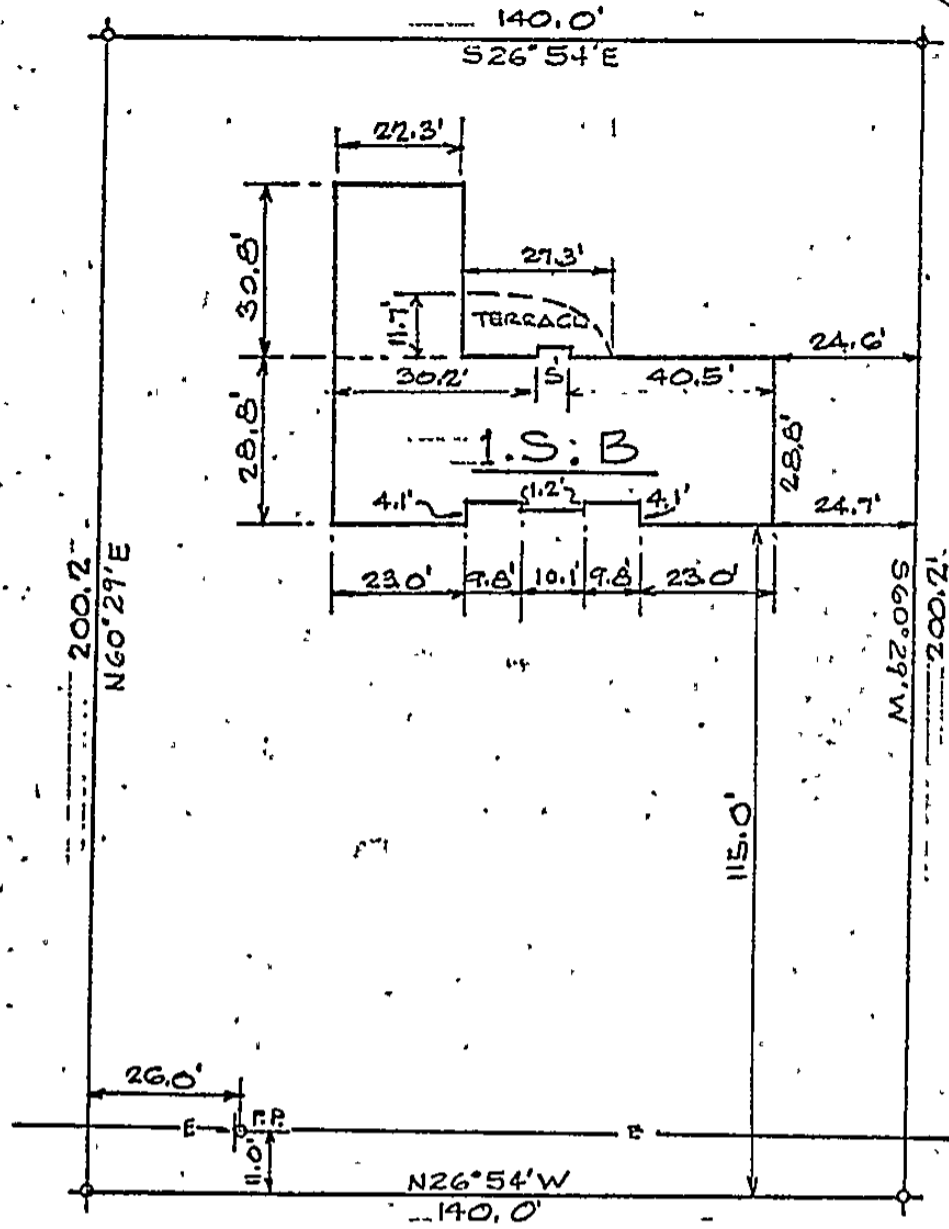 140.0'
S26°54'E
22.3'
30.8'
27.3'
11.7'
TERRACE
24.6'
30.2'
5'
40.5'
28.8'
1.S.B
28.8'
4.1'
1.2'
4.1'
24.7'
23.0'
9.8'
10.1'
9.8'
23.0'
200.2'
N60°29'E
S60°29'W
200.2'
115.0'
26.0'
E
P.P.
E
11.0'
N26°54'W
140.0'